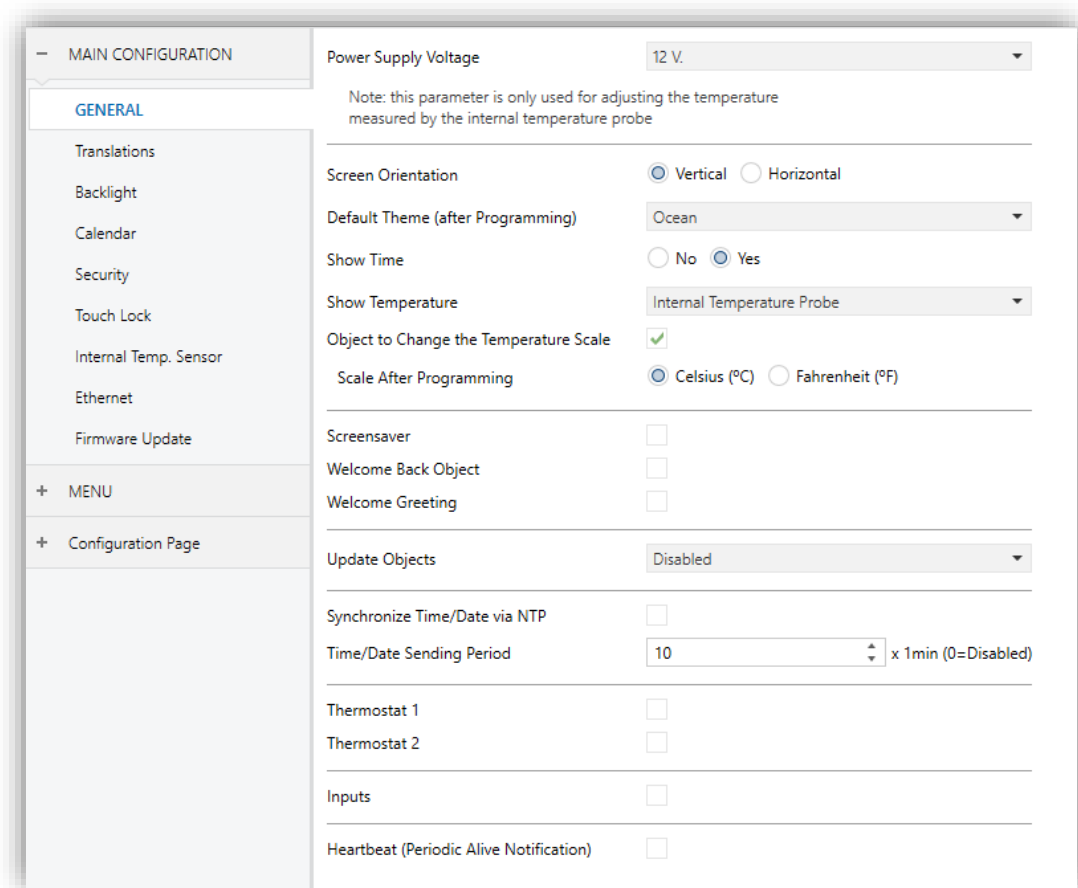 MAIN CONFIGURATION
GENERAL
Translations
Backlight
Calendar
Security
Touch Lock
Internal Temp. Sensor
Ethernet
Firmware Update
MENU
Configuration Page
Power Supply Voltage 12 V.
Note: this parameter is only used for adjusting the temperature
measured by the internal temperature probe
Screen Orientation Vertical Horizontal
Default Theme (after Programming) Ocean
Show Time No Yes
Show Temperature Internal Temperature Probe
Object to Change the Temperature Scale
Scale After Programming Celsius (ºC) Fahrenheit (ºF)
Screensaver
Welcome Back Object
Welcome Greeting
Update Objects Disabled
Synchronize Time/Date via NTP
Time/Date Sending Period 10 x 1min (0=Disabled)
Thermostat 1
Thermostat 2
Inputs
Heartbeat (Periodic Alive Notification)